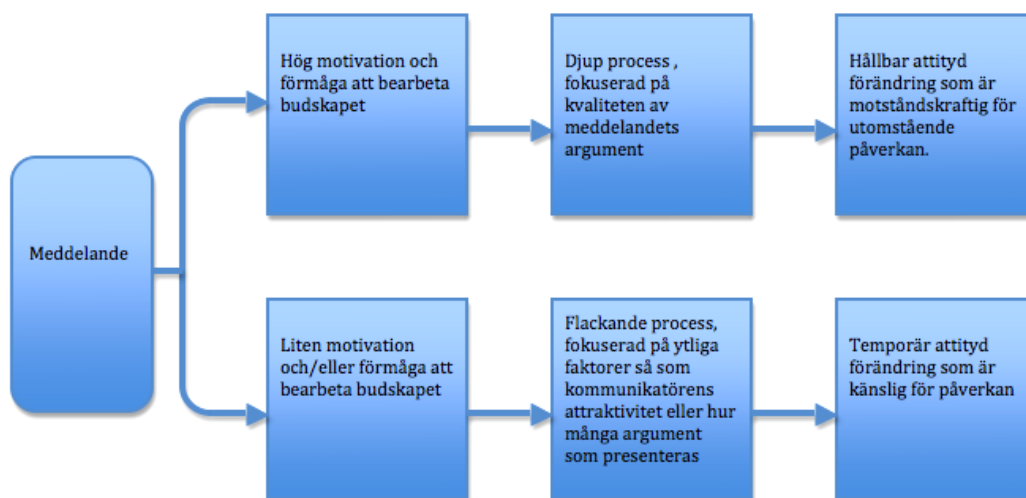 Meddelande
Hög motivation och
förmåga att bearbeta
budskapet
Djup process ,
fokuserad på
kvaliteten av
meddelandets
argument
Hållbar attityd
förändring som är
motståndskraftig för
utomstående
påverkan.
Liten motivation
och/eller förmåga att
bearbeta budskapet
Flackande process,
fokuserad på ytliga
faktorer så som
kommunikatörens
attraktivitet eller hur
många argument
som presenteras
Temporär attityd
förändring som är
känslig för påverkan